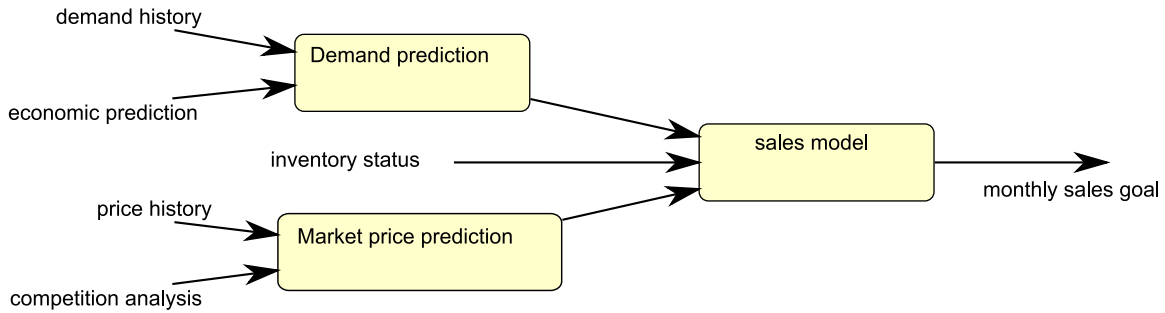 demand history
Demand prediction
economic prediction
sales model
inventory status
monthly sales goal
price history
Market price prediction
competition analysis